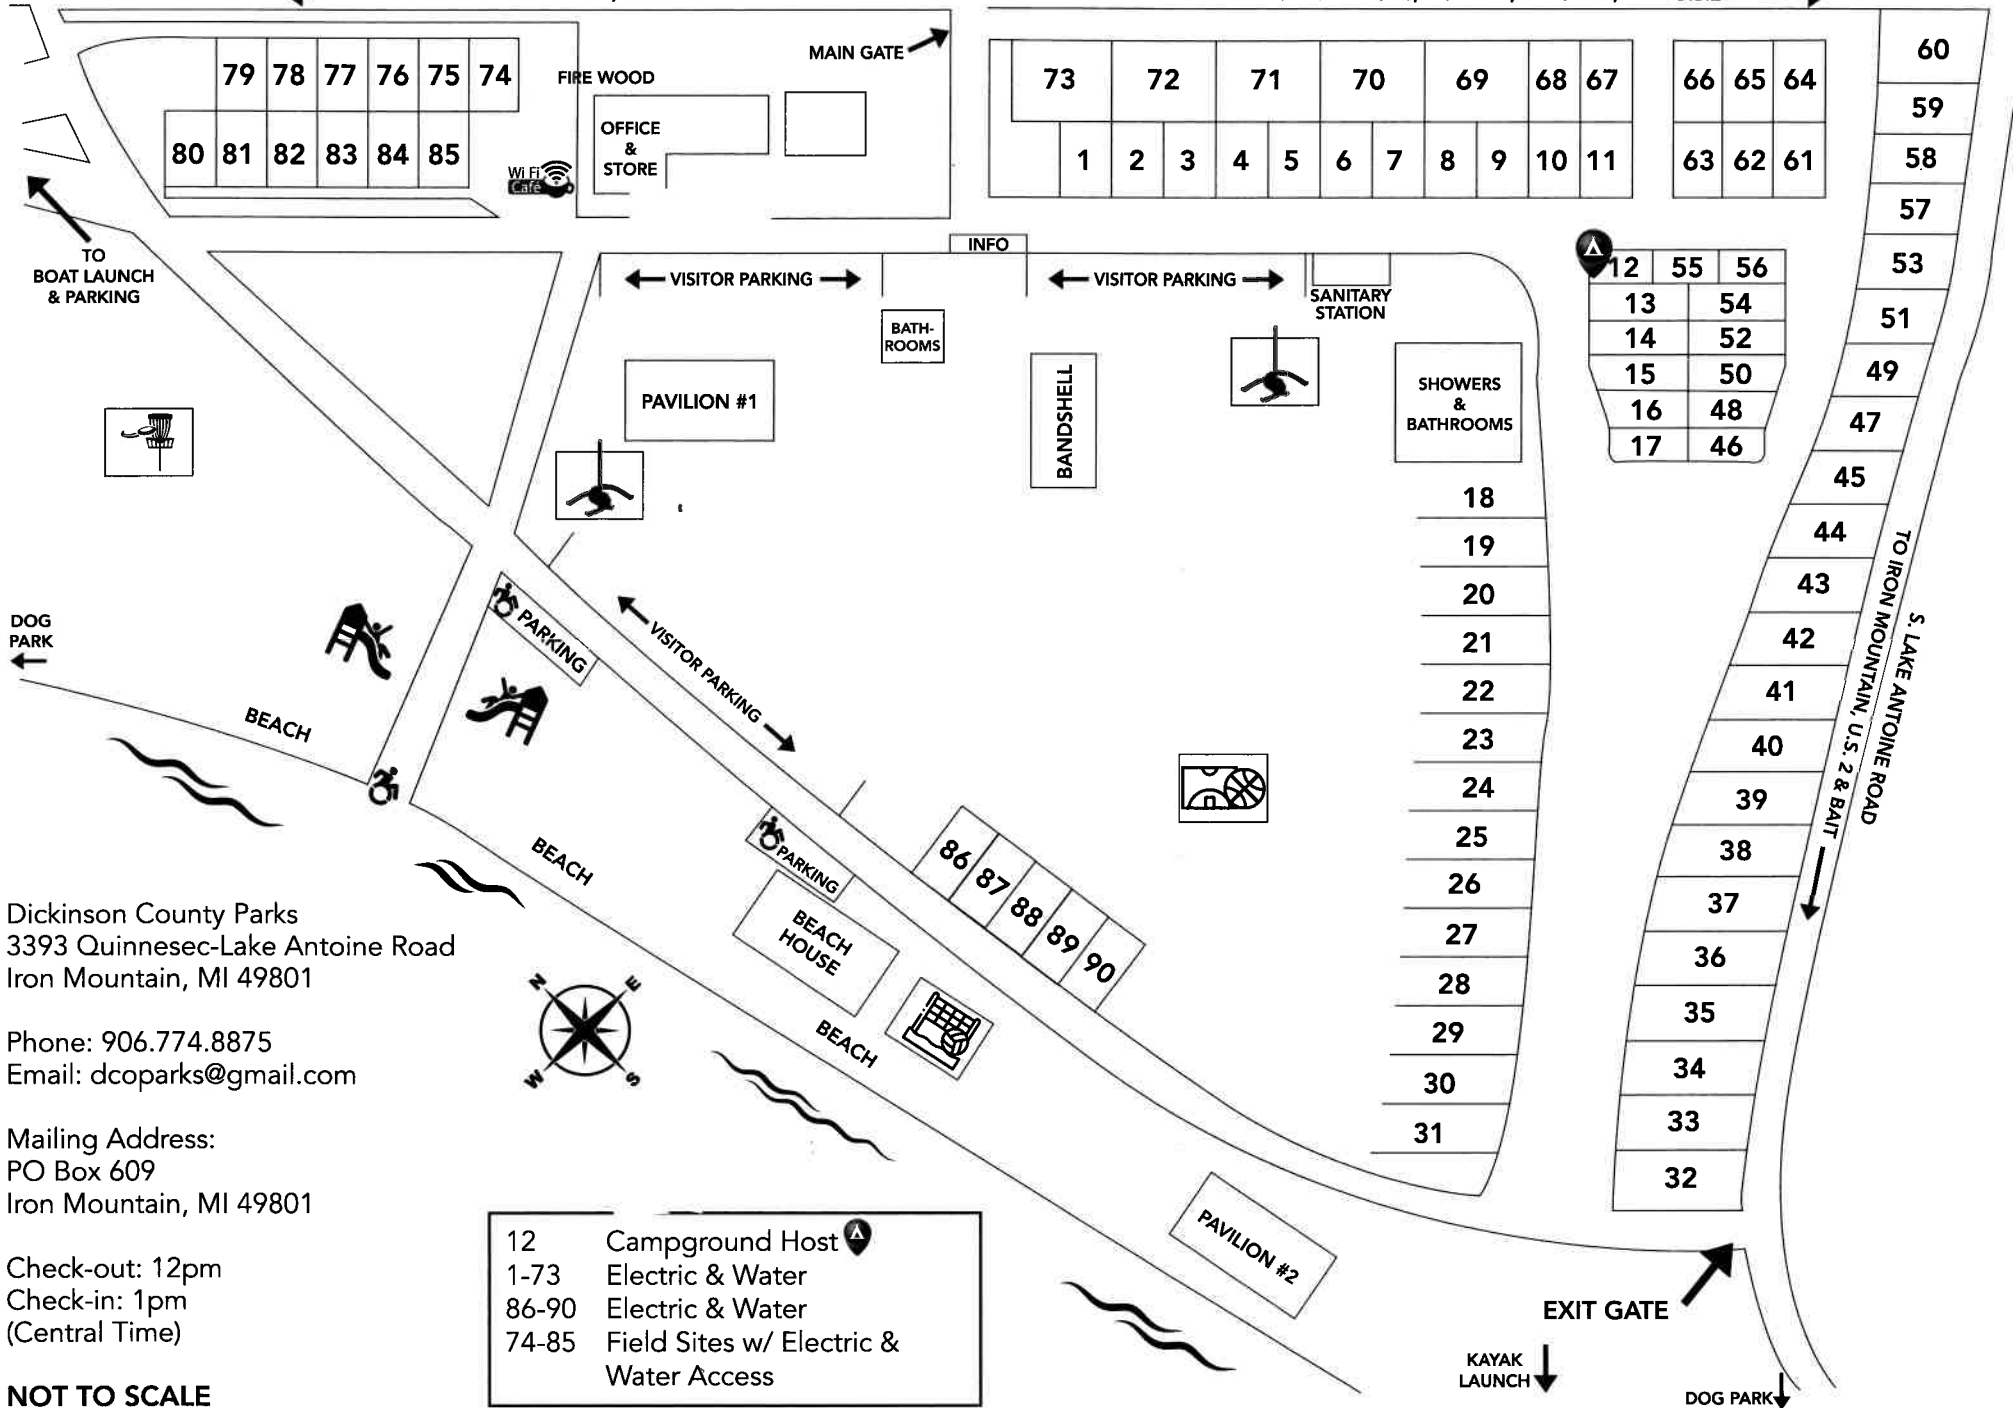 MAIN GATE
79 78 77 76 75 74
80 81 82 83 84 85
FIRE WOOD
OFFICE
&
STORE
Wi Fi
Café
73 72 71 70 69 68 67
1 2 3 4 5 6 7 8 9 10 11
66 65 64
63 62 61
60
59
58
57
53
51
49
47
45
44
43
42
41
40
39
38
37
36
35
34
33
32
TO
BOAT LAUNCH
& PARKING
INFO
VISITOR PARKING
VISITOR PARKING
SANITARY
STATION
BATH-
ROOMS
PAVILION #1
BANDSHELL
SHOWERS
&
BATHROOMS
12 55 56
13 54
14 52
15 50
16 48
17 46
18
19
20
21
22
23
24
25
26
27
28
29
30
31
S. LAKE ANTOINE ROAD
TO IRON MOUNTAIN, U.S. 2 & BAIT
DOG
PARK
PARKING
VISITOR PARKING
BEACH
BEACH
PARKING
BEACH
HOUSE
BEACH
86 87 88 89 90
N
E
W
S
PAVILION #2
EXIT GATE
KAYAK
LAUNCH
DOG PARK
Dickinson County Parks
3393 Quinnesec-Lake Antoine Road
Iron Mountain, MI 49801
Phone: 906.774.8875
Email: dcoparks@gmail.com
Mailing Address:
PO Box 609
Iron Mountain, MI 49801
Check-out: 12pm
Check-in: 1pm
(Central Time)
NOT TO SCALE
12 Campground Host
1-73 Electric & Water
86-90 Electric & Water
74-85 Field Sites w/ Electric &
Water Access